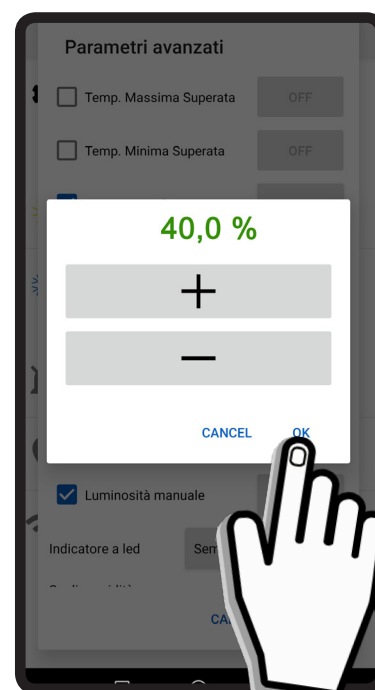 Parametri avanzati
Temp. Massima Superata OFF
Temp. Minima Superata OFF
40,0 %
+
−
CANCEL OK
Luminosità manuale
Indicatore a led